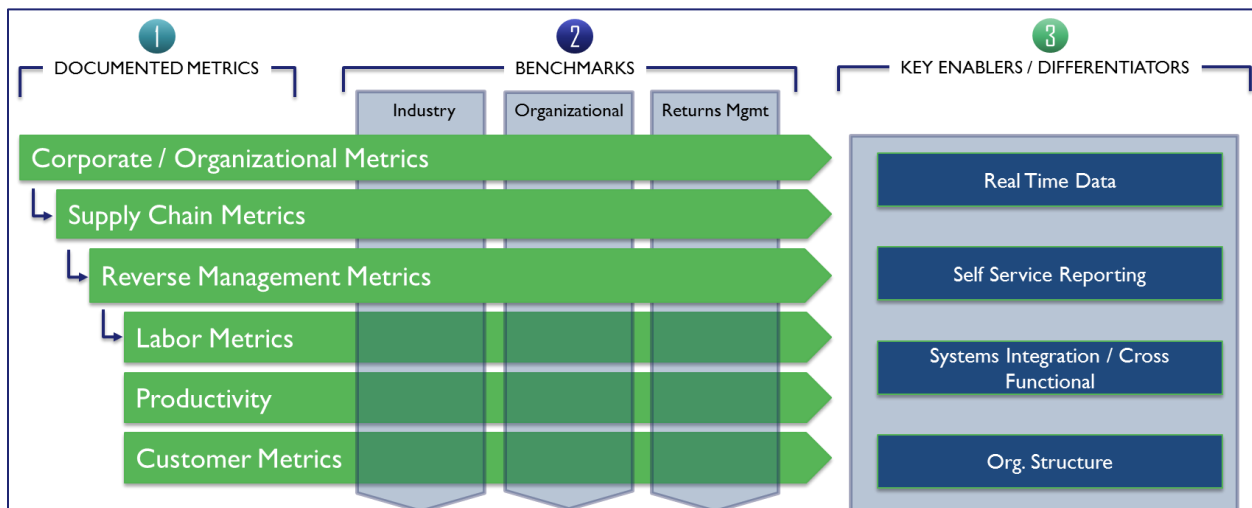 1
2
3
DOCUMENTED METRICS
BENCHMARKS
KEY ENABLERS / DIFFERENTIATORS
Industry
Organizational
Returns Mgmt
Corporate / Organizational Metrics
Supply Chain Metrics
Reverse Management Metrics
Labor Metrics
Productivity
Customer Metrics
Real Time Data
Self Service Reporting
Systems Integration / Cross
Functional
Org. Structure